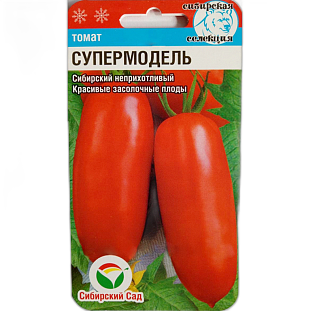 сибирская
селекция
ТОМАТ
СУПЕРМОДЕЛЬ
Сибирский неприхотливый
Красивые засолочные плоды
Сибирский Сад